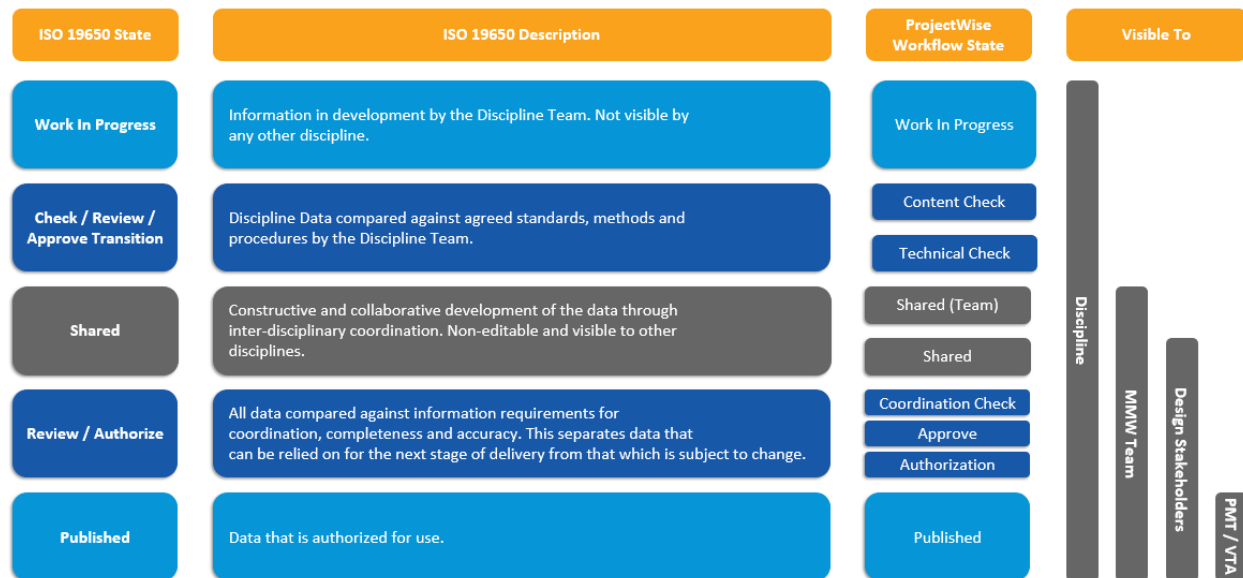 ISO 19650 State
ISO 19650 Description
ProjectWise
Workflow State
Visible To
Work In Progress
Information in development by the Discipline Team. Not visible by
any other discipline.
Work In Progress
Check / Review /
Approve Transition
Discipline Data compared against agreed standards, methods and
procedures by the Discipline Team.
Content Check
Technical Check
Shared
Constructive and collaborative development of the data through
inter-disciplinary coordination. Non-editable and visible to other
disciplines.
Shared (Team)
Shared
Review / Authorize
All data compared against information requirements for
coordination, completeness and accuracy. This separates data that
can be relied on for the next stage of delivery from that which is subject to change.
Coordination Check
Approve
Authorization
Published
Data that is authorized for use.
Published
Discipline
MMW Team
Design Stakeholders
PMT / VTA